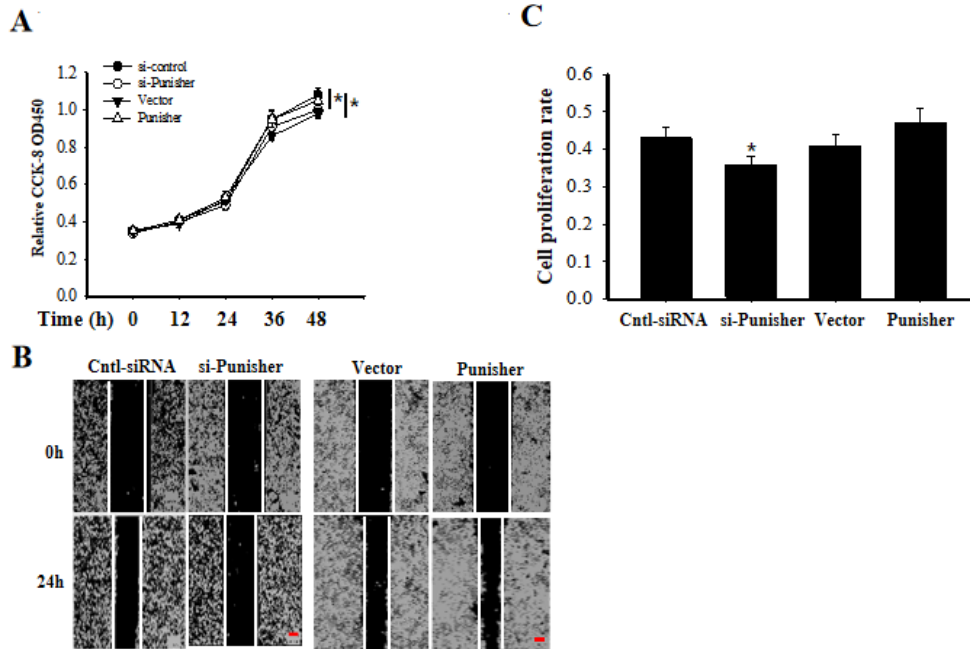 A
si-control
si-Punisher
Vector
Punisher
Relative CCK-8 OD450
1.2
1.0
0.8
0.6
0.4
0.2
0.0
* *
Time (h) 0 12 24 36 48
C
Cell proliferation rate
0.6
0.5
0.4
0.3
0.2
0.1
0.0
*
Cntl-siRNA si-Punisher Vector Punisher
B
Cntl-siRNA si-Punisher Vector Punisher
0h
24h